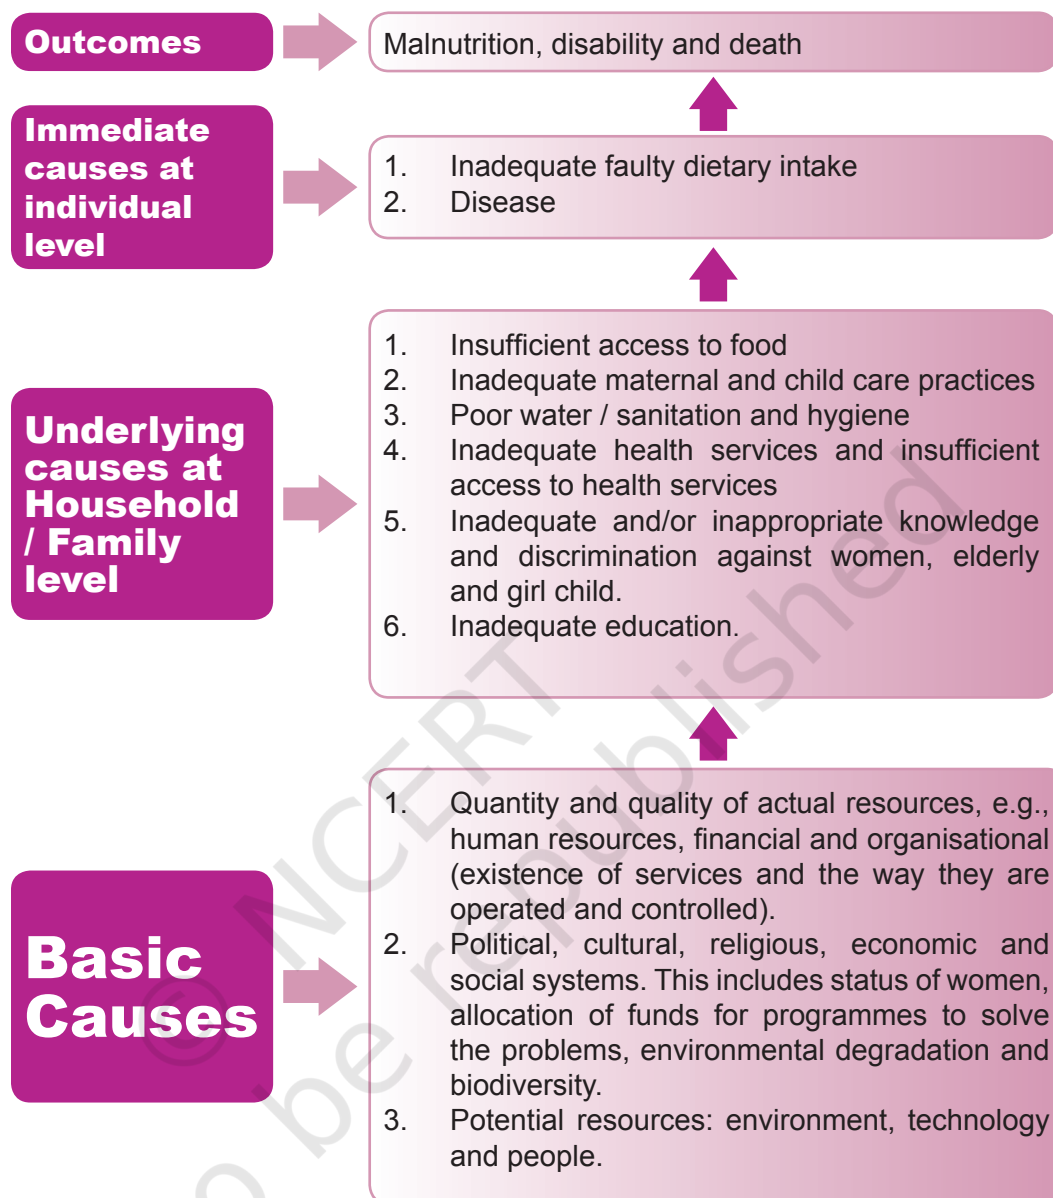 Outcomes
Malnutrition, disability and death
Immediate
causes at
individual
level
1. Inadequate faulty dietary intake
2. Disease
Underlying
causes at
Household
/ Family
level
1. Insufficient access to food
2. Inadequate maternal and child care practices
3. Poor water / sanitation and hygiene
4. Inadequate health services and insufficient
access to health services
5. Inadequate and/or inappropriate knowledge
and discrimination against women, elderly
and girl child.
6. Inadequate education.
Basic
Causes
1. Quantity and quality of actual resources, e.g.,
human resources, financial and organisational
(existence of services and the way they are
operated and controlled).
2. Political, cultural, religious, economic and
social systems. This includes status of women,
allocation of funds for programmes to solve
the problems, environmental degradation and
biodiversity.
3. Potential resources: environment, technology
and people.
© NCERT
o be republished